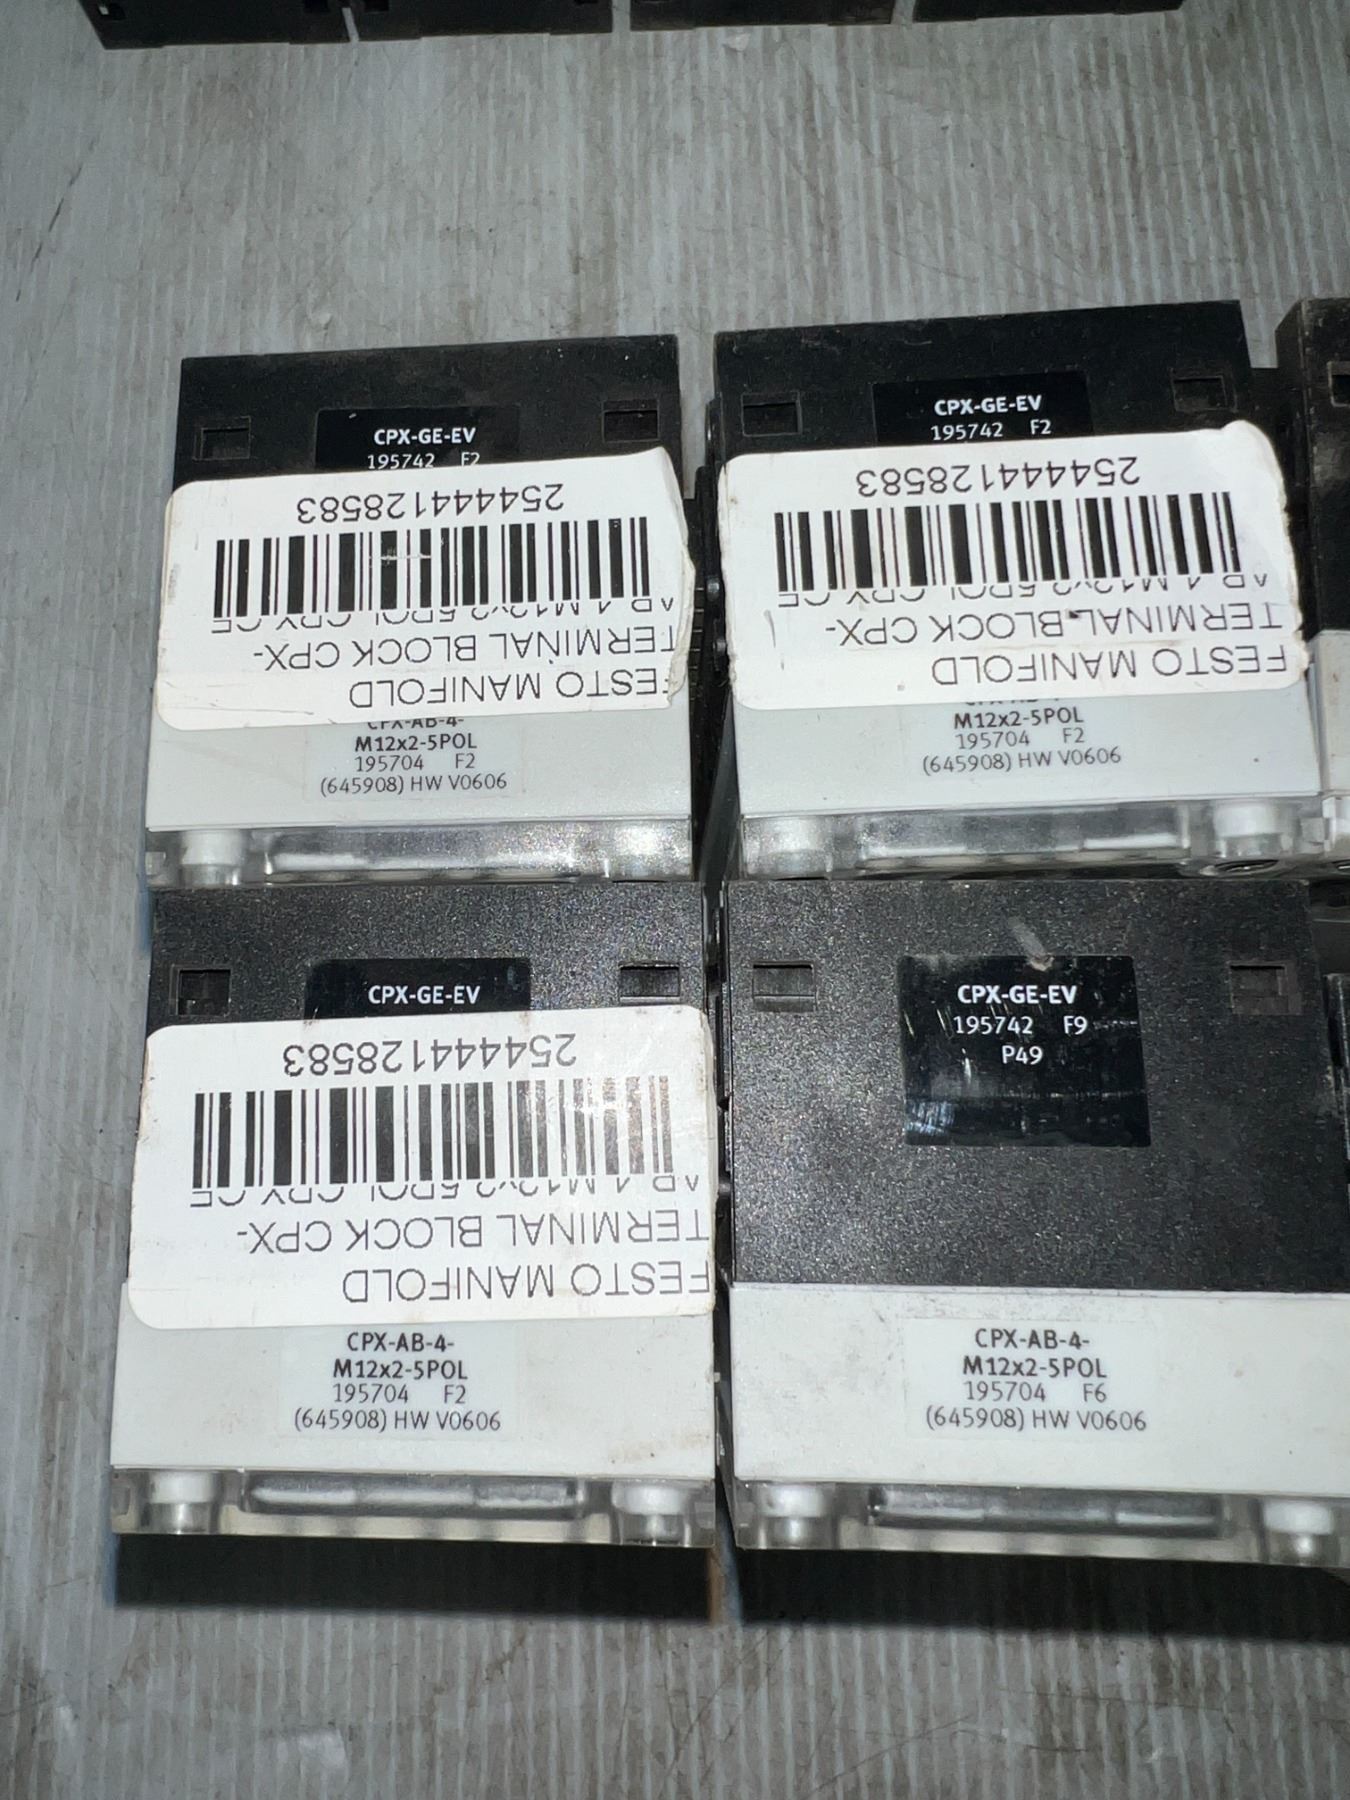 CPX-GE-EV
195742 F2
254444128583
TERMINAL BLOCK CPX-
FESTO MANIFOLD
CPX-AB-4-
M12x2-5POL
195704 F2
(645908) HW V0606
CPX-GE-EV
195742 F2
254444128583
TERMINAL BLOCK CPX-
FESTO MANIFOLD
M12x2-5POL
195704 F2
(645908) HW V0606
CPX-GE-EV
254444128583
TERMINAL BLOCK CPX-
FESTO MANIFOLD
CPX-AB-4-
M12x2-5POL
195704 F2
(645908) HW V0606
CPX-GE-EV
195742 F9
P49
CPX-AB-4-
M12x2-5POL
195704 F6
(645908) HW V0606